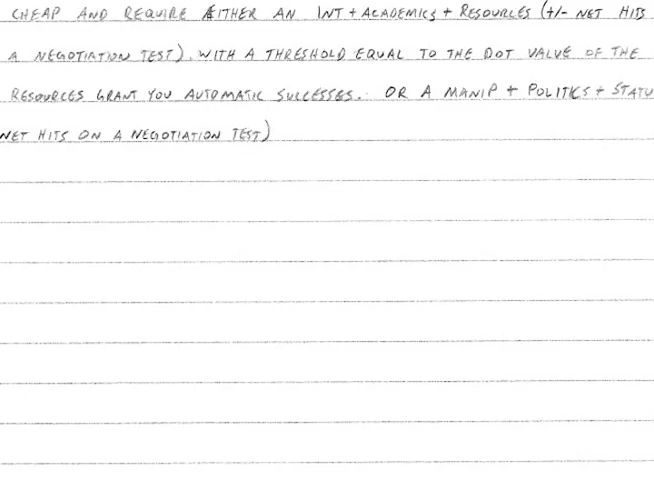 CHEAP AND REQUIRE EITHER AN INT + ACADEMICS + RESOURCES (+/- NET HITS
A NEGOTIATION TEST). WITH A THRESHOLD EQUAL TO THE DOT VALUE OF THE
RESOURCES GRANT YOU AUTOMATIC SUCCESSES. OR A MANIP + POLITICS + STATU
NET HITS ON A NEGOTIATION TEST)